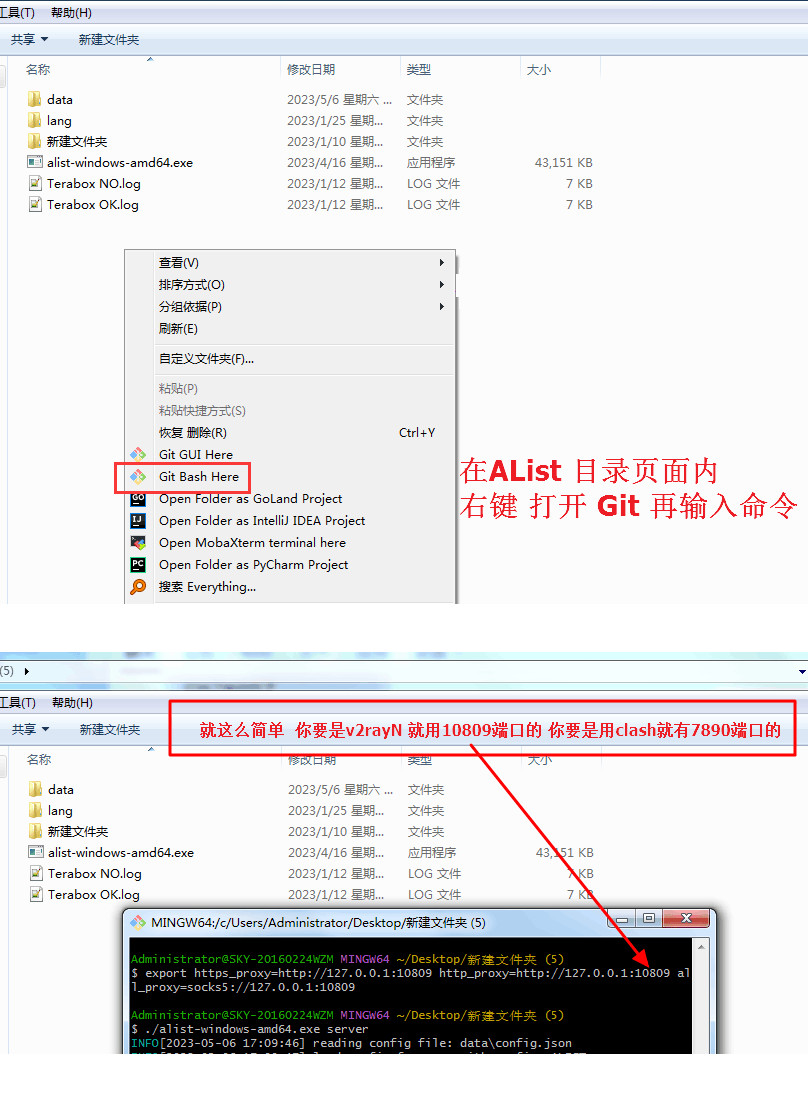 工具(T) 帮助(H)
共享 新建文件夹
名称 修改日期 类型 大小
data 2023/5/6 星期六 ... 文件夹
lang 2023/1/25 星期... 文件夹
新建文件夹 2023/1/10 星期... 文件夹
alist-windows-amd64.exe 2023/4/16 星期... 应用程序 43,151 KB
Terabox NO.log 2023/1/12 星期... LOG 文件 7 KB
Terabox OK.log 2023/1/12 星期... LOG 文件 7 KB
查看(V)
排序方式(O)
分组依据(P)
刷新(E)
自定义文件夹(F)...
粘贴(P)
粘贴快捷方式(S)
恢复 删除(R) Ctrl+Y
Git GUI Here
Git Bash Here
GO Open Folder as GoLand Project
IJ Open Folder as IntelliJ IDEA Project
Open MobaXterm terminal here
PC Open Folder as PyCharm Project
搜索 Everything...
在AList 目录页面内
右键 打开 Git 再输入命令
(5)
工具(T) 帮助(H)
共享 新建文件夹
就这么简单 你要是v2rayN 就用10809端口的 你要是用clash就有7890端口的
名称 修改日期 类型 大小
data 2023/5/6 星期六 ... 文件夹
lang 2023/1/25 星期... 文件夹
新建文件夹 2023/1/10 星期... 文件夹
alist-windows-amd64.exe 2023/4/16 星期... 应用程序 43,151 KB
Terabox NO.log 2023/1/12 星期... LOG 文件 7 KB
Terabox OK.log 2023/1/12 星期... LOG 文件 7 KB
MINGW64:/c/Users/Administrator/Desktop/新建文件夹 (5)
Administrator@SKY-20160224WZM MINGW64 ~/Desktop/新建文件夹 (5)
$ export https_proxy=http://127.0.0.1:10809 http_proxy=http://127.0.0.1:10809 al
l_proxy=socks5://127.0.0.1:10809
Administrator@SKY-20160224WZM MINGW64 ~/Desktop/新建文件夹 (5)
$ ./alist-windows-amd64.exe server
INFO[2023-05-06 17:09:46] reading config file: data\config.json